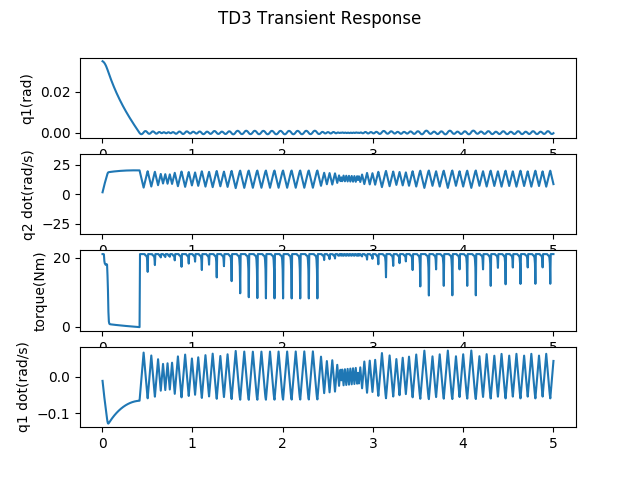 TD3 Transient Response
q1(rad)
0.02
0.00
0 1 2 3 4 5
q2 dot(rad/s)
25
0
−25
0 1 2 3 4 5
torque(Nm)
20
0
0 1 2 3 4 5
q1 dot(rad/s)
0.0
−0.1
0 1 2 3 4 5